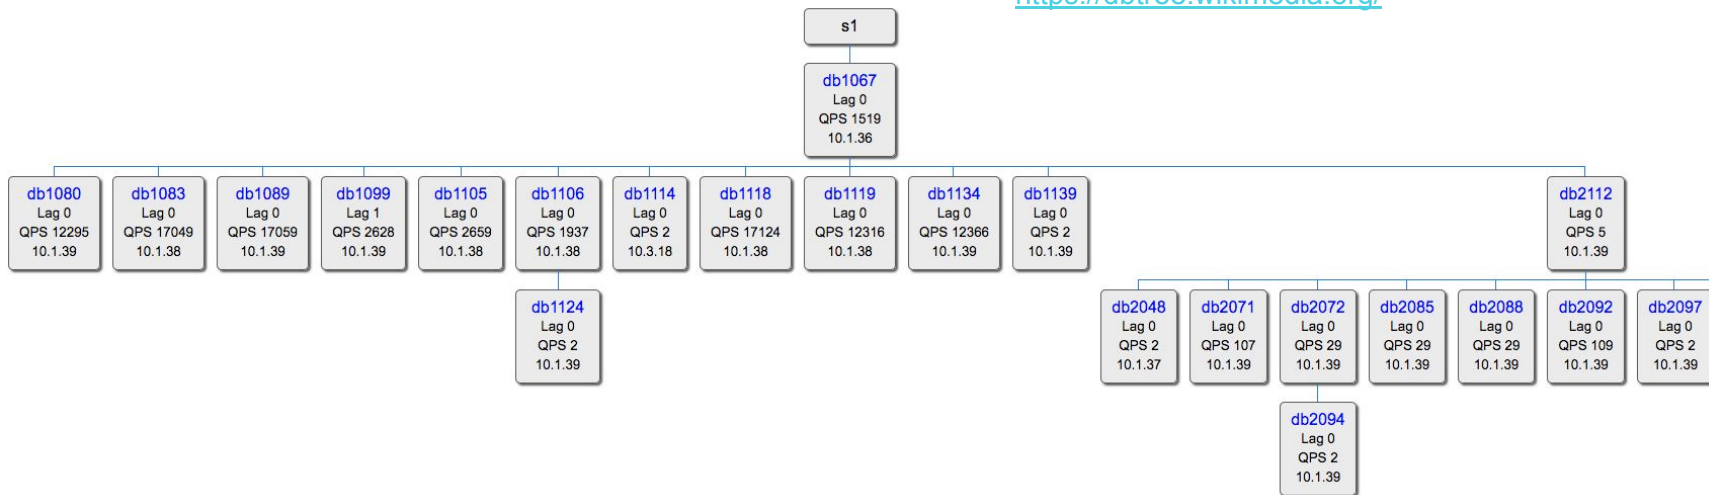 https://dbtree.wikimedia.org/
s1
db1067
Lag 0
QPS 1519
10.1.36
db1080
Lag 0
QPS 12295
10.1.39
db1083
Lag 0
QPS 17049
10.1.38
db1089
Lag 0
QPS 17059
10.1.39
db1099
Lag 1
QPS 2628
10.1.39
db1105
Lag 0
QPS 2659
10.1.38
db1106
Lag 0
QPS 1937
10.1.38
db1114
Lag 0
QPS 2
10.3.18
db1118
Lag 0
QPS 17124
10.1.38
db1119
Lag 0
QPS 12316
10.1.38
db1134
Lag 0
QPS 12366
10.1.39
db1139
Lag 0
QPS 2
10.1.39
db2112
Lag 0
QPS 5
10.1.39
db1124
Lag 0
QPS 2
10.1.39
db2048
Lag 0
QPS 2
10.1.37
db2071
Lag 0
QPS 107
10.1.39
db2072
Lag 0
QPS 29
10.1.39
db2085
Lag 0
QPS 29
10.1.39
db2088
Lag 0
QPS 29
10.1.39
db2092
Lag 0
QPS 109
10.1.39
db2097
Lag 0
QPS 2
10.1.39
db2094
Lag 0
QPS 2
10.1.39